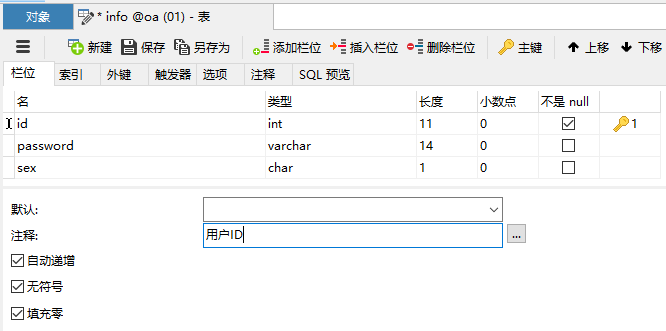 对象 * info @oa (01) - 表
新建 保存 另存为 添加栏位 插入栏位 删除栏位 主键 上移 下移
栏位 索引 外键 触发器 选项 注释 SQL 预览
名 类型 长度 小数点 不是 null
id int 11 0 1
password varchar 14 0
sex char 1 0
默认:
注释: 用户ID ...
自动递增
无符号
填充零